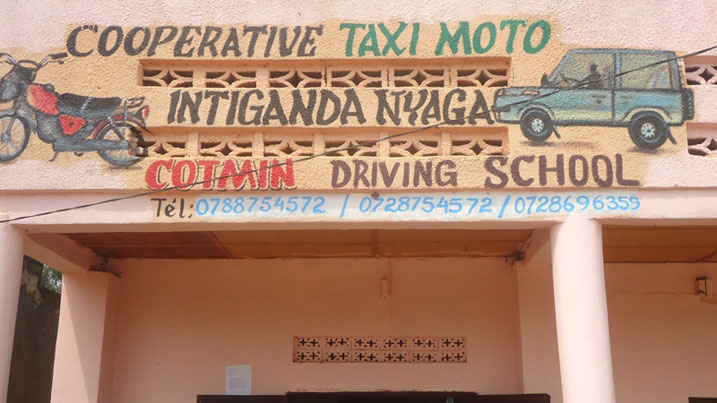 COOPERATIVE TAXI MOTO
INTIGANDA NYAGA
COTMIN DRIVING SCHOOL
Tél: 0788754572 / 0728754572 / 0728696359